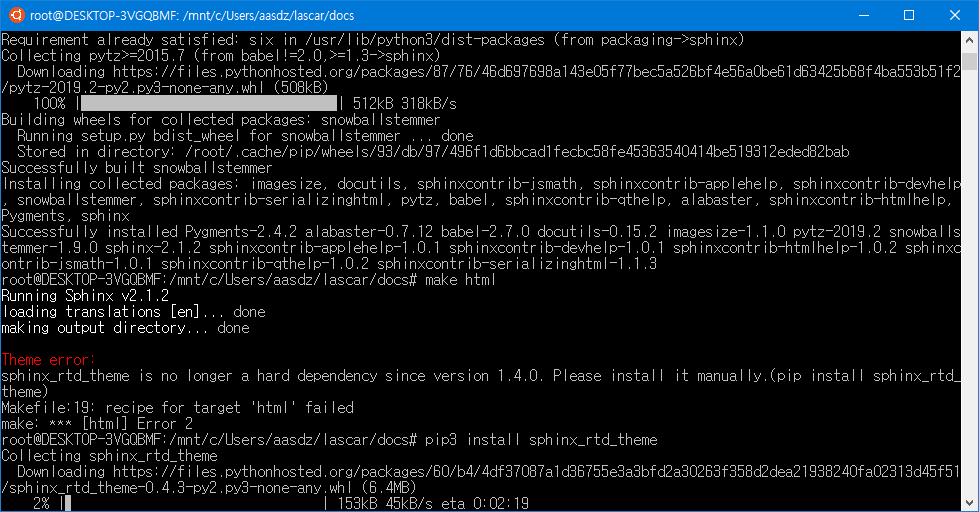 root@DESKTOP-3VGQBMF: /mnt/c/Users/aasdz/lascar/docs
Requirement already satisfied: six in /usr/lib/python3/dist-packages (from packaging->sphinx)
Collecting pytz>=2015.7 (from babel!=2.0,>=1.3->sphinx)
  Downloading https://files.pythonhosted.org/packages/87/76/46d697698a143e05f77bec5a526bf4e56a0be61d63425b68f4ba553b51f2
/pytz-2019.2-py2.py3-none-any.whl (508kB)
    100% || 512kB 318kB/s
Building wheels for collected packages: snowballstemmer
  Running setup.py bdist_wheel for snowballstemmer ... done
  Stored in directory: /root/.cache/pip/wheels/93/db/97/496f1d6bbcad1fecbc58fe45363540414be519312eded82bab
Successfully built snowballstemmer
Installing collected packages: imagesize, docutils, sphinxcontrib-jsmath, sphinxcontrib-applehelp, sphinxcontrib-devhelp
, snowballstemmer, sphinxcontrib-serializinghtml, pytz, babel, sphinxcontrib-qthelp, alabaster, sphinxcontrib-htmlhelp,
Pygments, sphinx
Successfully installed Pygments-2.4.2 alabaster-0.7.12 babel-2.7.0 docutils-0.15.2 imagesize-1.1.0 pytz-2019.2 snowballs
temmer-1.9.0 sphinx-2.1.2 sphinxcontrib-applehelp-1.0.1 sphinxcontrib-devhelp-1.0.1 sphinxcontrib-htmlhelp-1.0.2 sphinxc
ontrib-jsmath-1.0.1 sphinxcontrib-qthelp-1.0.2 sphinxcontrib-serializinghtml-1.1.3
root@DESKTOP-3VGQBMF:/mnt/c/Users/aasdz/lascar/docs# make html
Running Sphinx v2.1.2
loading translations [en]... done
making output directory... done
Theme error:
sphinx_rtd_theme is no longer a hard dependency since version 1.4.0. Please install it manually.(pip install sphinx_rtd_
theme)
Makefile:19: recipe for target 'html' failed
make: *** [html] Error 2
root@DESKTOP-3VGQBMF:/mnt/c/Users/aasdz/lascar/docs# pip3 install sphinx_rtd_theme
Collecting sphinx_rtd_theme
  Downloading https://files.pythonhosted.org/packages/60/b4/4df37087a1d36755e3a3bfd2a30263f358d2dea21938240fa02313d45f51
/sphinx_rtd_theme-0.4.3-py2.py3-none-any.whl (6.4MB)
    2% | | 153kB 45kB/s eta 0:02:19